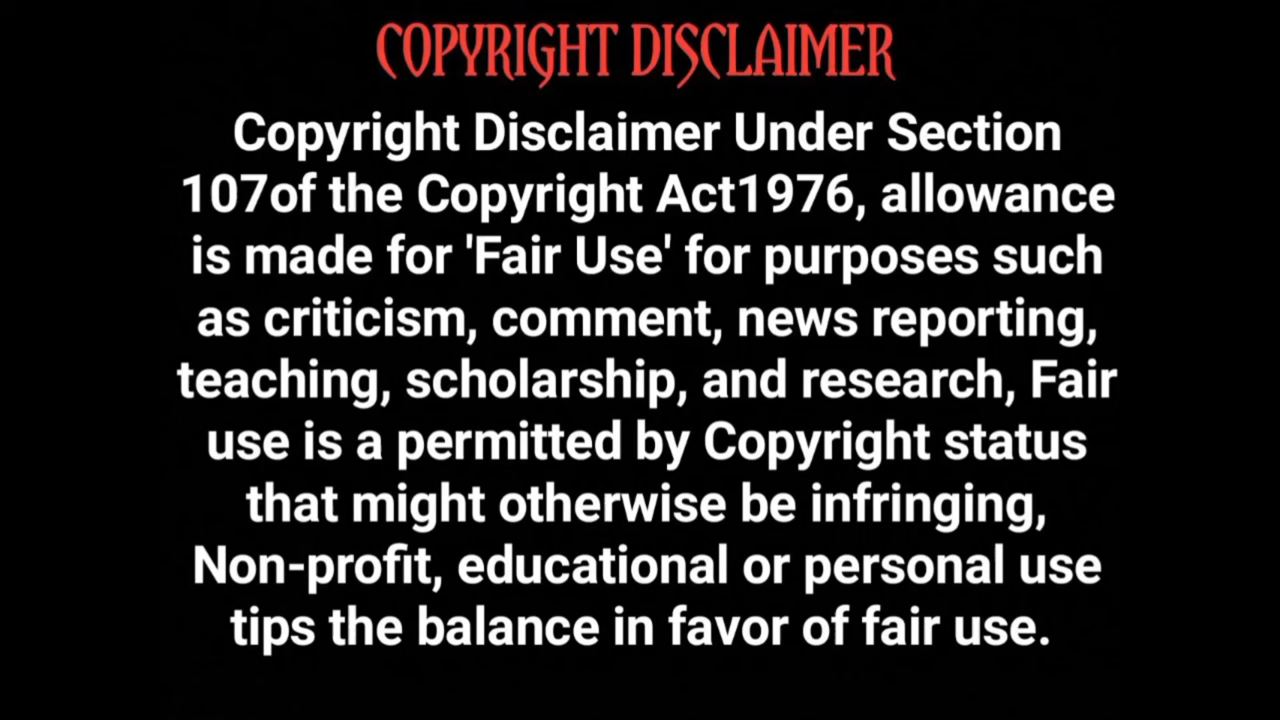 COPYRIGHT DISCLAIMER
Copyright Disclaimer Under Section
107of the Copyright Act1976, allowance
is made for 'Fair Use' for purposes such
as criticism, comment, news reporting,
teaching, scholarship, and research, Fair
use is a permitted by Copyright status
that might otherwise be infringing,
Non-profit, educational or personal use
tips the balance in favor of fair use.